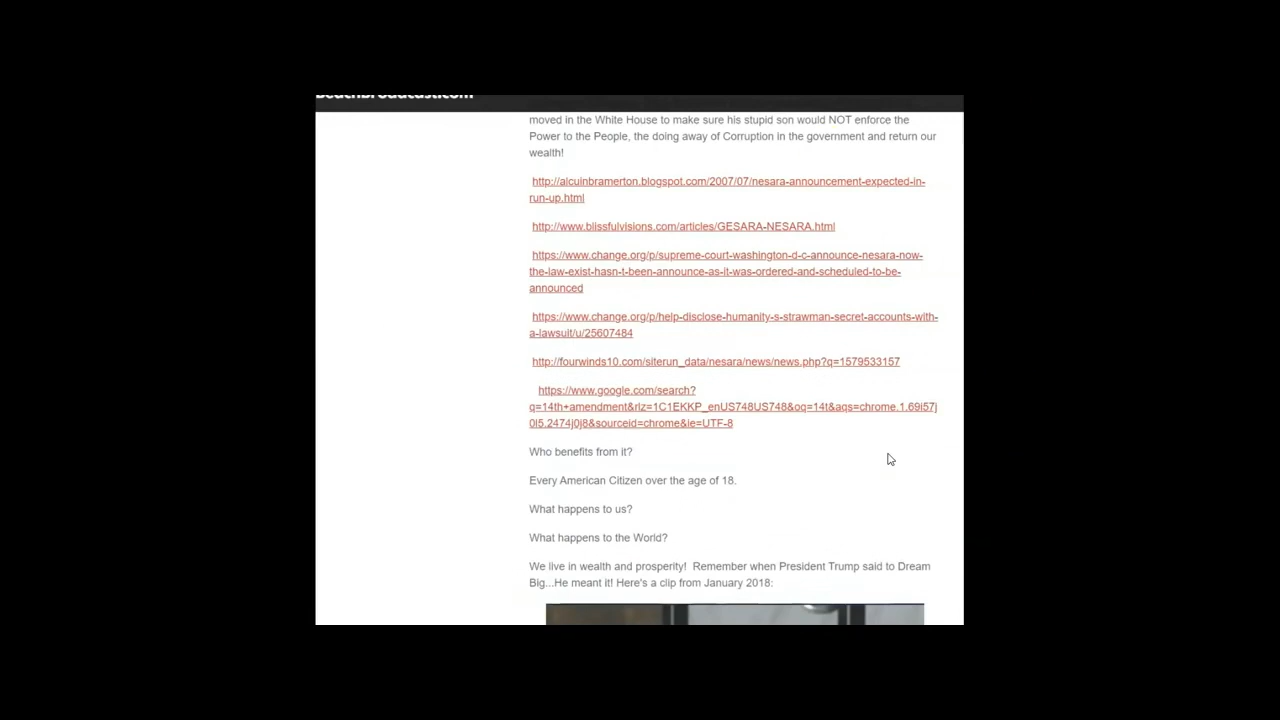 Beachbroadcast.com
moved in the White House to make sure his stupid son would NOT enforce the
Power to the People, the doing away of Corruption in the government and return our
wealth!
http://alcuinbramerton.blogspot.com/2007/07/nesara-announcement-expected-in-
run-up.html
http://www.blissfulvisions.com/articles/GESARA-NESARA.html
https://www.change.org/p/supreme-court-washington-d-c-announce-nesara-now-
the-law-exist-hasn-t-been-announce-as-it-was-ordered-and-scheduled-to-be-
announced
https://www.change.org/p/help-disclose-humanity-s-strawman-secret-accounts-with-
a-lawsuit/u/25607484
http://fourwinds10.com/siterun_data/nesara/news/news.php?q=1579533157
https://www.google.com/search?
q=14th+amendment&rlz=1C1EKKP_enUS748US748&oq=14t&aqs=chrome.1.69i57j
0l5.2474j0j8&sourceid=chrome&ie=UTF-8
Who benefits from it?
Every American Citizen over the age of 18.
What happens to us?
What happens to the World?
We live in wealth and prosperity!  Remember when President Trump said to Dream
Big...He meant it! Here's a clip from January 2018: